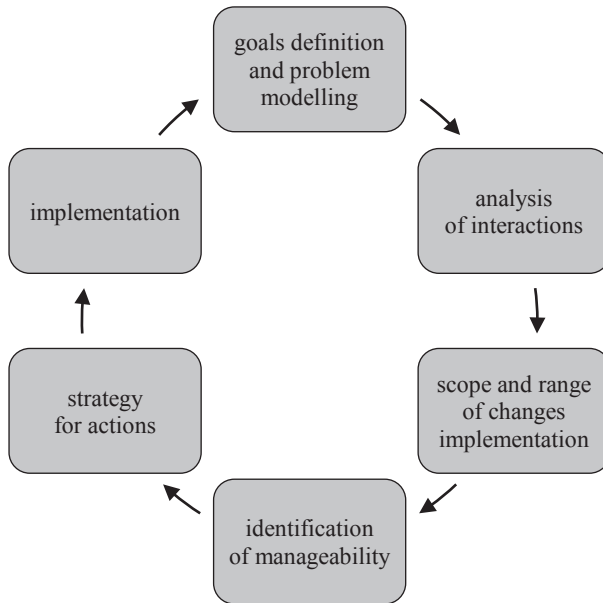 goals definition
and problem
modelling
analysis
of interactions
scope and range
of changes
implementation
identification
of manageability
strategy
for actions
implementation